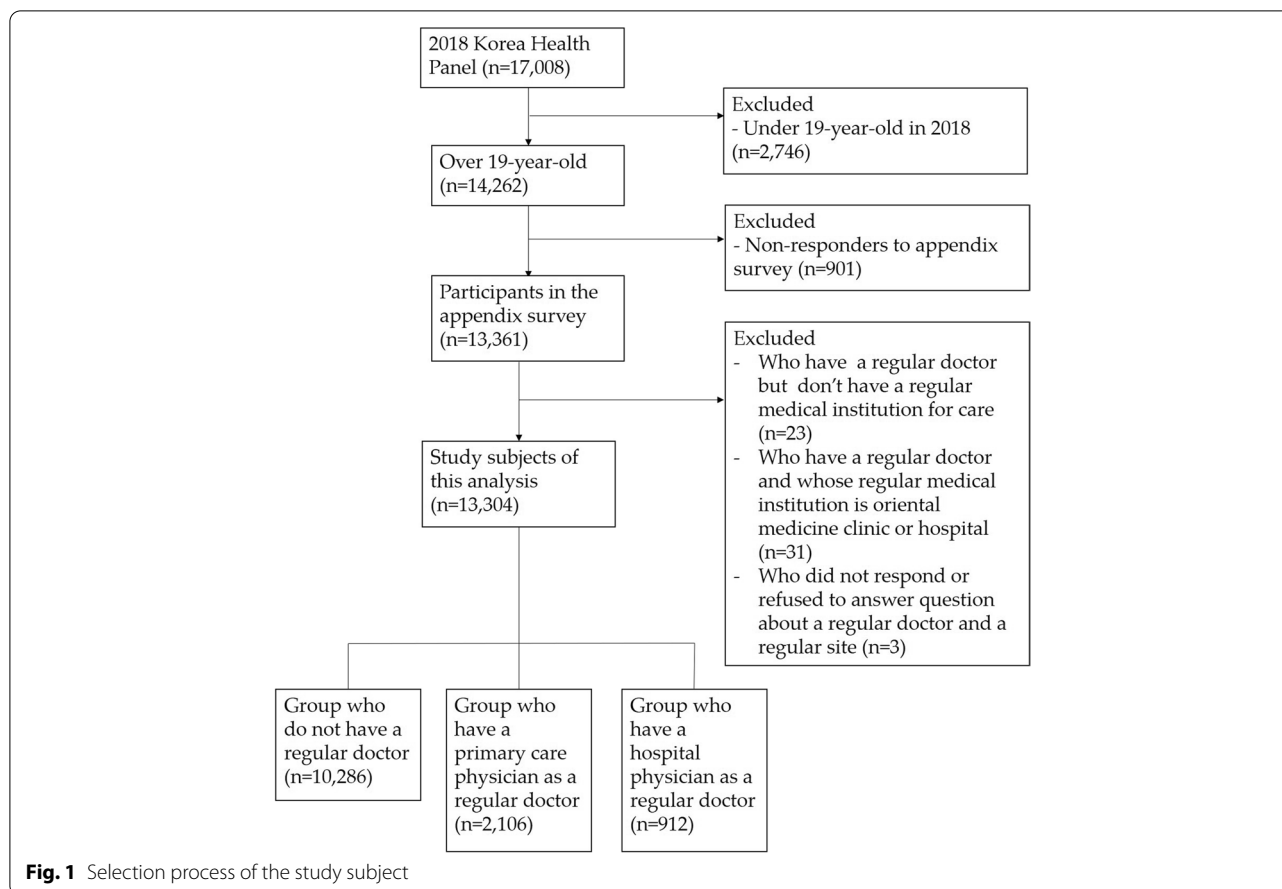 2018 Korea Health
Panel (n=17,008)
Excluded
- Under 19-year-old in 2018
(n=2,746)
Over 19-year-old
(n=14,262)
Excluded
- Non-responders to appendix
survey (n=901)
Participants in the
appendix survey
(n=13,361)
Excluded
- Who have a regular doctor
but don't have a regular
medical institution for care
(n=23)
- Who have a regular doctor
and whose regular medical
institution is oriental
medicine clinic or hospital
(n=31)
- Who did not respond or
refused to answer question
about a regular doctor and a
regular site (n=3)
Study subjects of
this analysis
(n=13,304)
Group who
do not have a
regular doctor
(n=10,286)
Group who
have a
primary care
physician as a
regular doctor
(n=2,106)
Group who
have a
hospital
physician as a
regular doctor
(n=912)
Fig. 1 Selection process of the study subject